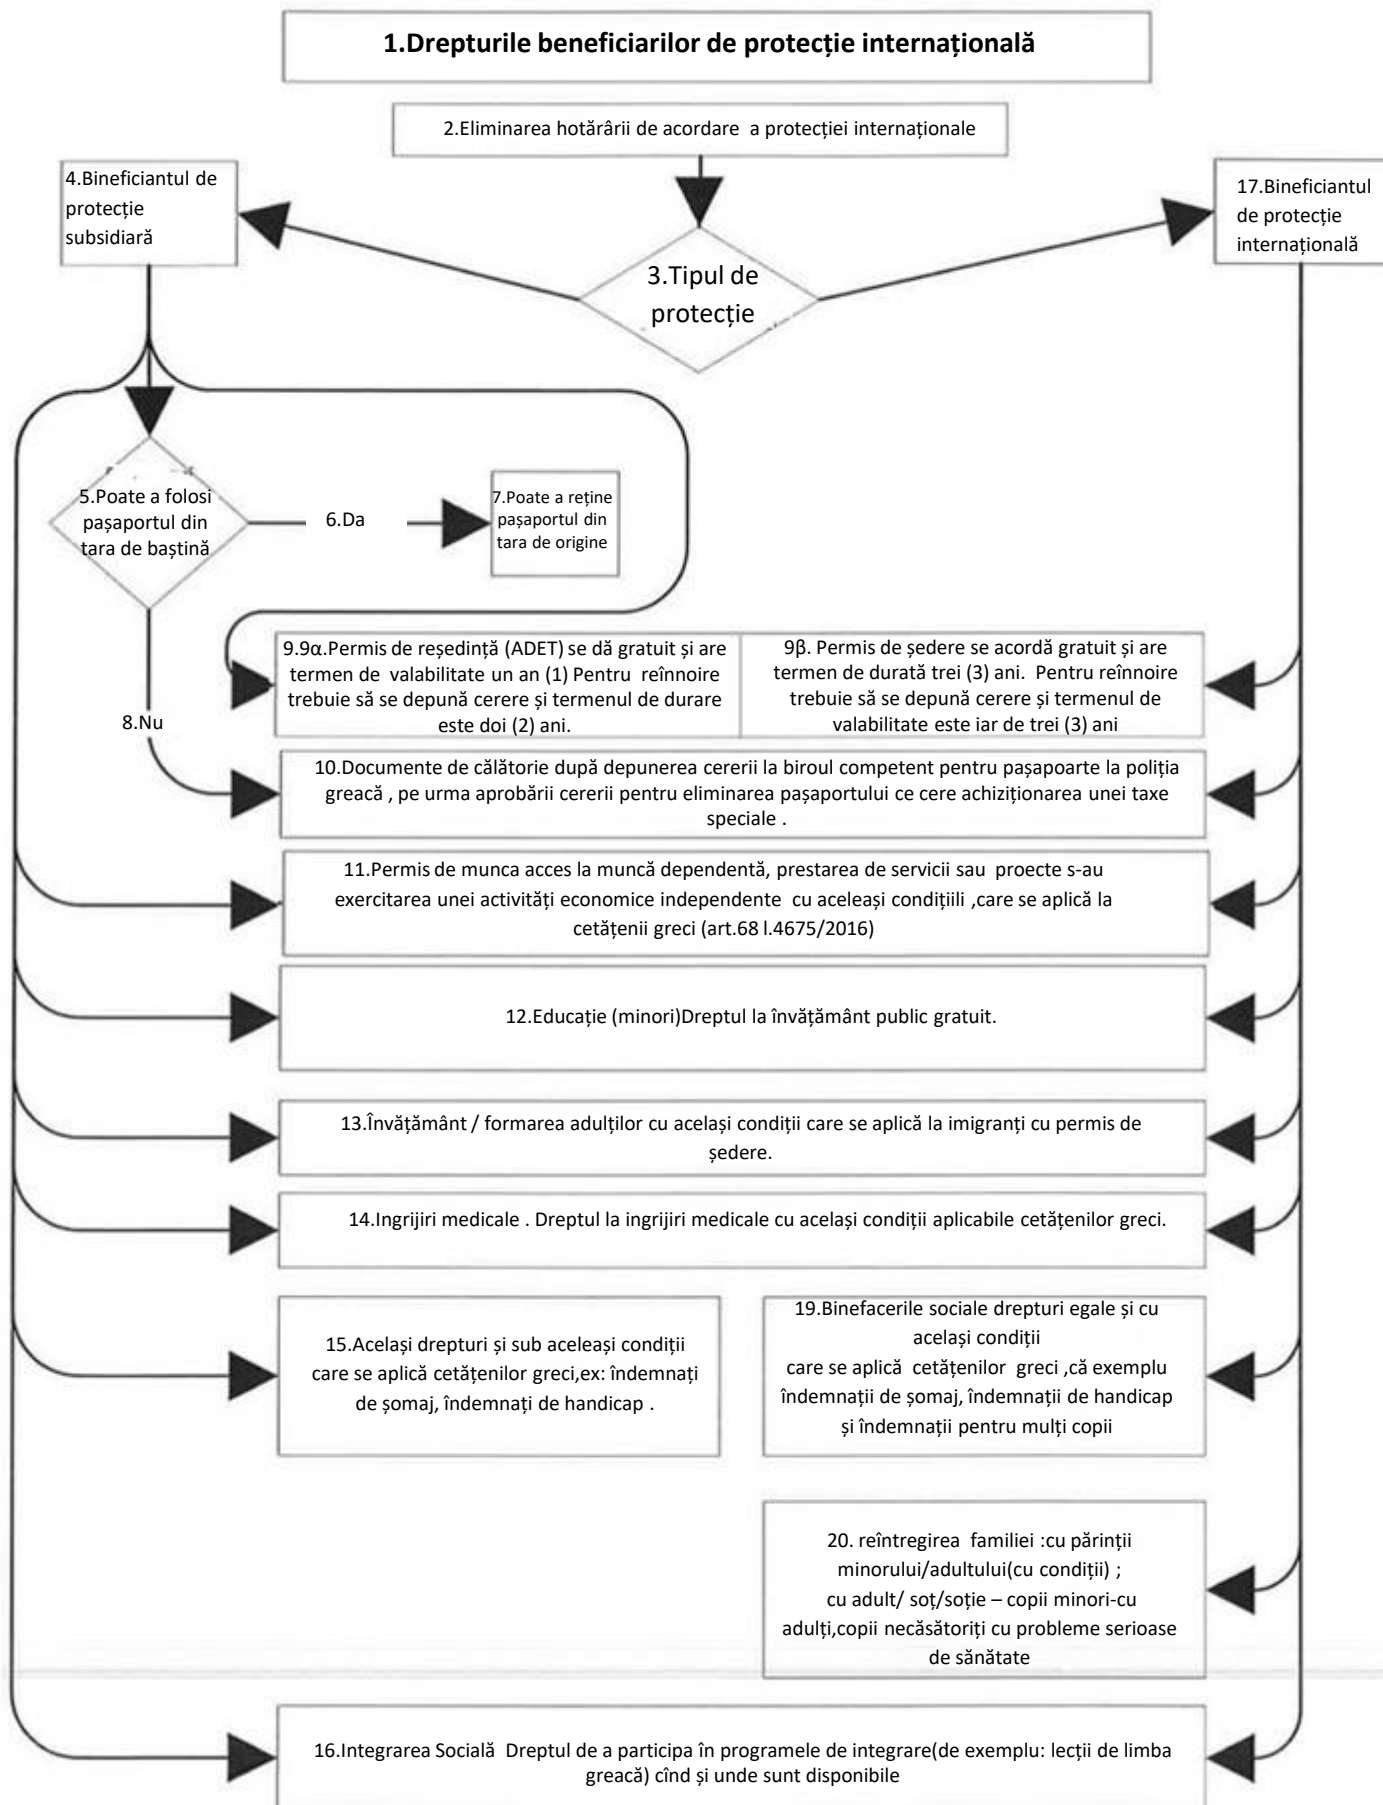 1.Drepturile beneficiarilor de protecție internațională
2.Eliminarea hotărârii de acordare a protecției internaționale
4.Bineficiantul de
protecție
subsidiară
17.Bineficiantul
de protecție
internațională
3.Tipul de
protecție
5.Poate a folosi
pașaportul din
tara de baștină
6.Da
7.Poate a reține
pașaportul din
tara de origine
8.Nu
9.9α.Permis de reședință (ADET) se dă gratuit și are
termen de valabilitate un an (1) Pentru reînnoire
trebuie să se depună cerere și termenul de durare
este doi (2) ani.
9β. Permis de ședere se acordă gratuit și are
termen de durată trei (3) ani. Pentru reînnoire
trebuie să se depună cerere și termenul de
valabilitate este iar de trei (3) ani
10.Documente de călătorie după depunerea cererii la biroul competent pentru pașapoarte la poliția
greacă , pe urma aprobării cererii pentru eliminarea pașaportului ce cere achiziționarea unei taxe
speciale .
11.Permis de munca acces la muncă dependentă, prestarea de servicii sau proecte s-au
exercitarea unei activități economice independente cu aceleași condițiili ,care se aplică la
cetățenii greci (art.68 l.4675/2016)
12.Educație (minori)Dreptul la învățământ public gratuit.
13.Învățământ / formarea adulților cu același condiții care se aplică la imigranți cu permis de
ședere.
14.Ingrijiri medicale . Dreptul la ingrijiri medicale cu același condiții aplicabile cetățenilor greci.
15.Același drepturi și sub aceleași condiții
care se aplică cetățenilor greci,ex: îndemnați
de șomaj, îndemnați de handicap .
19.Binefacerile sociale drepturi egale și cu
același condiții
care se aplică cetățenilor greci ,că exemplu
îndemnații de șomaj, îndemnații de handicap
și îndemnații pentru mulți copii
20. reîntregirea familiei :cu părinții
minorului/adultului(cu condiții) ;
cu adult/ soț/soție – copii minori-cu
adulți,copii necăsătoriți cu probleme serioase
de sănătate
16.Integrarea Socială Dreptul de a participa în programele de integrare(de exemplu: lecții de limba
greacă) cînd și unde sunt disponibile